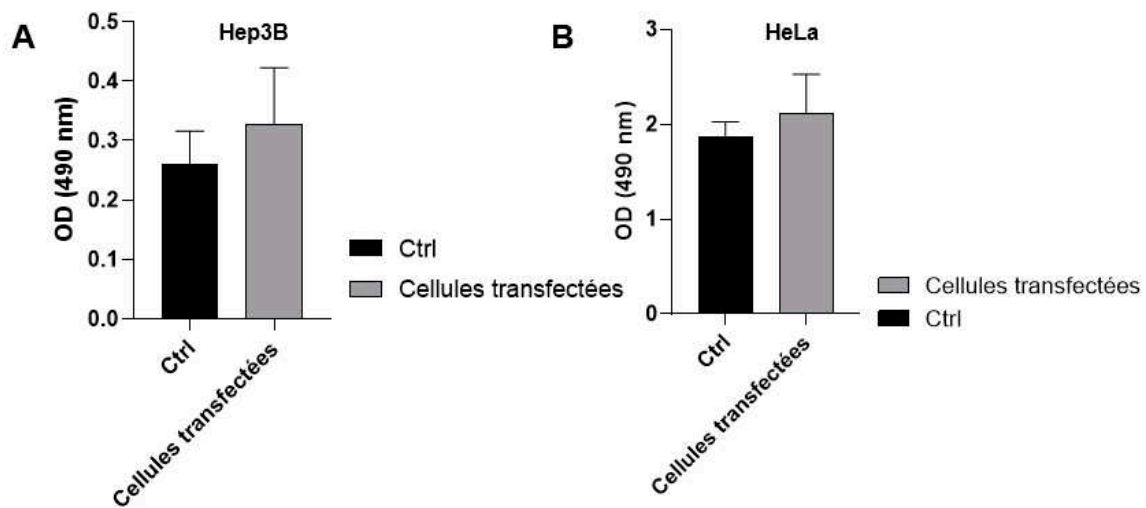 A
Hep3B
OD (490 nm)
0.5
0.4
0.3
0.2
0.1
0.0
Ctrl
Cellules transfectées
Ctrl
Cellules transfectées
B
HeLa
OD (490 nm)
3
2
1
0
Ctrl
Cellules transfectées
Cellules transfectées
Ctrl